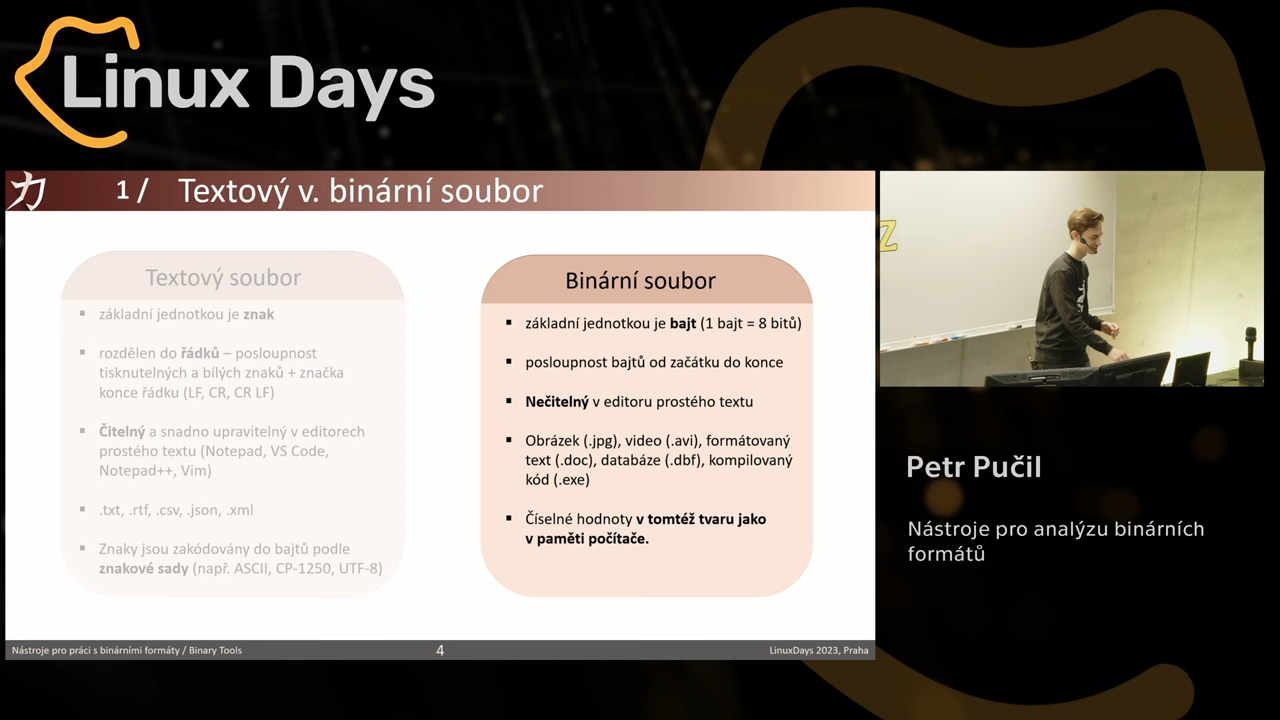 Linux Days
力 1 / Textový v. binární soubor
Textový soubor
▪ základní jednotkou je znak
▪ rozdělen do řádků – posloupnost
tisknutelných a bílých znaků + značka
konce řádku (LF, CR, CR LF)
▪ Čitelný a snadno upravitelný v editorech
prostého textu (Notepad, VS Code,
Notepad++, Vim)
▪ .txt, .rtf, .csv, .json, .xml
▪ Znaky jsou zakódovány do bajtů podle
znakové sady (např. ASCII, CP-1250, UTF-8)
Binární soubor
▪ základní jednotkou je bajt (1 bajt = 8 bitů)
▪ posloupnost bajtů od začátku do konce
▪ Nečitelný v editoru prostého textu
▪ Obrázek (.jpg), video (.avi), formátovaný
text (.doc), databáze (.dbf), kompilovaný
kód (.exe)
▪ Číselné hodnoty v tomtéž tvaru jako
v paměti počítače.
Nástroje pro práci s binárními formáty / Binary Tools
4
LinuxDays 2023, Praha
Z
Petr Pučil
Nástroje pro analýzu binárních
formátů